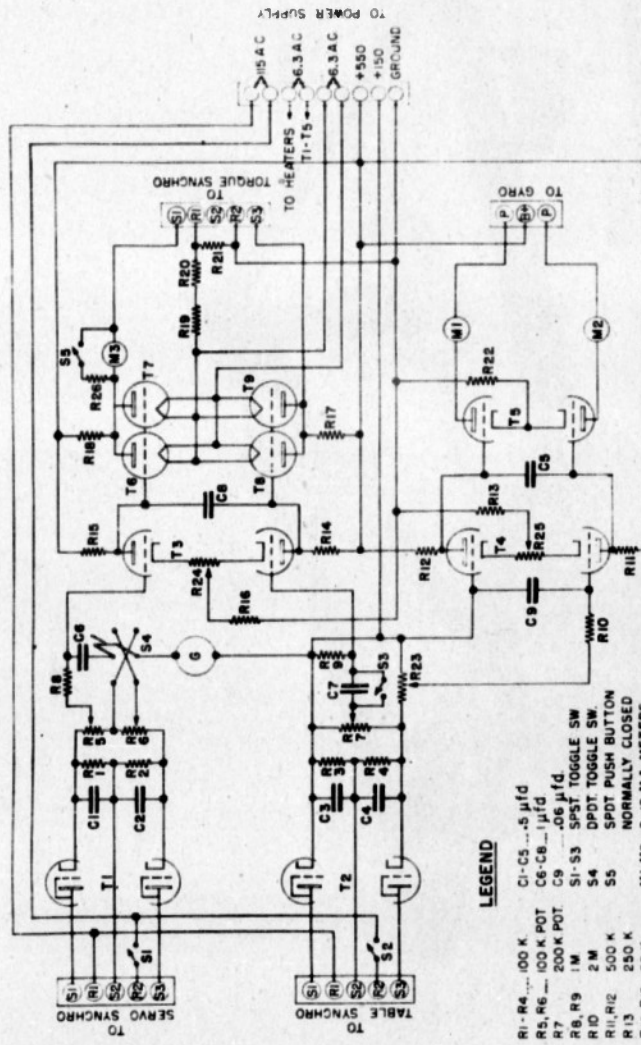 TO POWER SUPPLY
115 AC
6.3 AC
6.3 AC
+550
+150
GROUND
TO HEATERS
T1-T5
TO
TORQUE SYNCHRO
S1
R1
S2
R2
S3
R20
R21
R19
S5
M3
R26
T7
T9
R18
T6
T8
R17
R15
C8
R14
T3
R24
R16
R8
C6
S4
G
R5
R6
R1
R2
C1
C2
T1
S1
S1
R1
S2
R2
S3
TO
SERVO SYNCHRO
R9
C7
S3
R23
R7
R3
R4
C3
C4
T2
S2
S1
R1
S2
R2
S3
TO
TABLE SYNCHRO
TO GYRO
P
B+
P
M1
M2
R22
T5
C5
R13
R12
T4
R25
R11
C9
R10
LEGEND
R1-R4.... 100 K. C1-C5....5 µfd
R5, R6.... 100 K POT C6-C8...1 µfd
R7 200 K POT. C9 .....06 µfd.
R8, R9 1 M S1-S3 SPST. TOGGLE SW
R10 2 M S4 DPDT. TOGGLE SW.
R11, R12 500 K S5 SPDT PUSH BUTTON
R13 250 K NORMALLY CLOSED